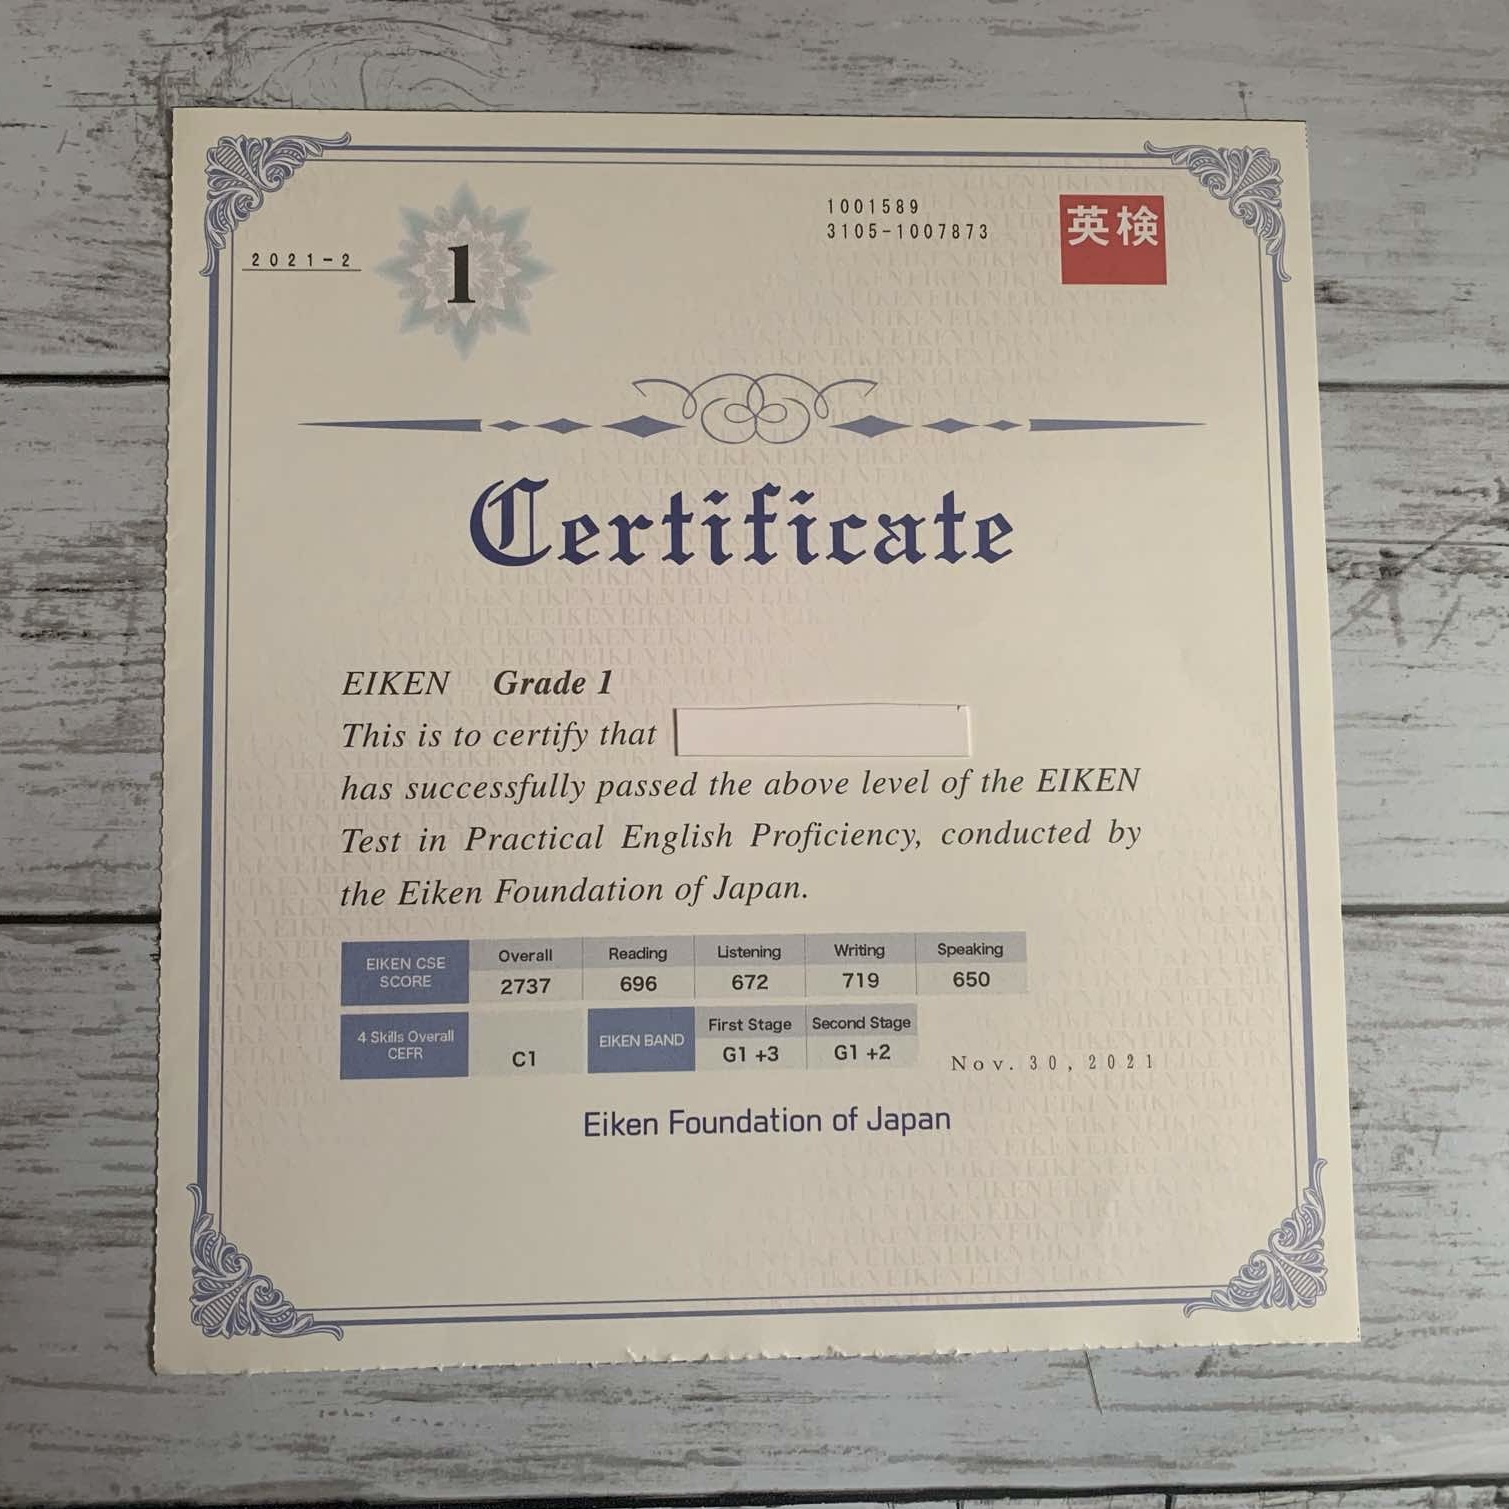 1001589
3105-1007873
英検
2021-2
1
Certificate
EIKEN Grade 1
This is to certify that
has successfully passed the above level of the EIKEN
Test in Practical English Proficiency, conducted by
the Eiken Foundation of Japan.
EIKEN CSE SCORE
Overall Reading Listening Writing Speaking
2737 696 672 719 650
4 Skills Overall CEFR
C1
EIKEN BAND
First Stage Second Stage
G1 +3 G1 +2
Nov. 30, 2021
Eiken Foundation of Japan